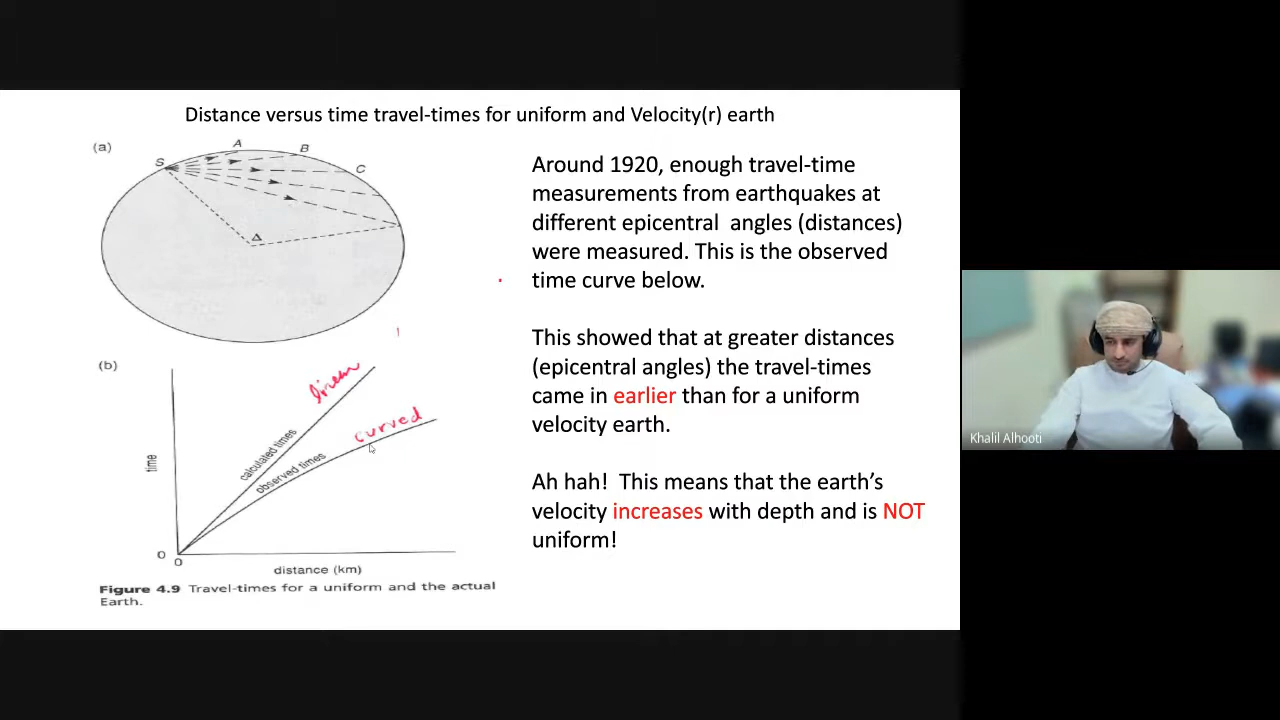 Distance versus time travel-times for uniform and Velocity(r) earth
(a)
S
A
B
C
Δ
(b)
time
calculated times
observed times
linear
curved
0
0
distance (km)
Figure 4.9 Travel-times for a uniform and the actual
Earth.
Around 1920, enough travel-time
measurements from earthquakes at
different epicentral angles (distances)
were measured. This is the observed
time curve below.
This showed that at greater distances
(epicentral angles) the travel-times
came in earlier than for a uniform
velocity earth.
Ah hah! This means that the earth’s
velocity increases with depth and is NOT
uniform!
Khalil Alhooti